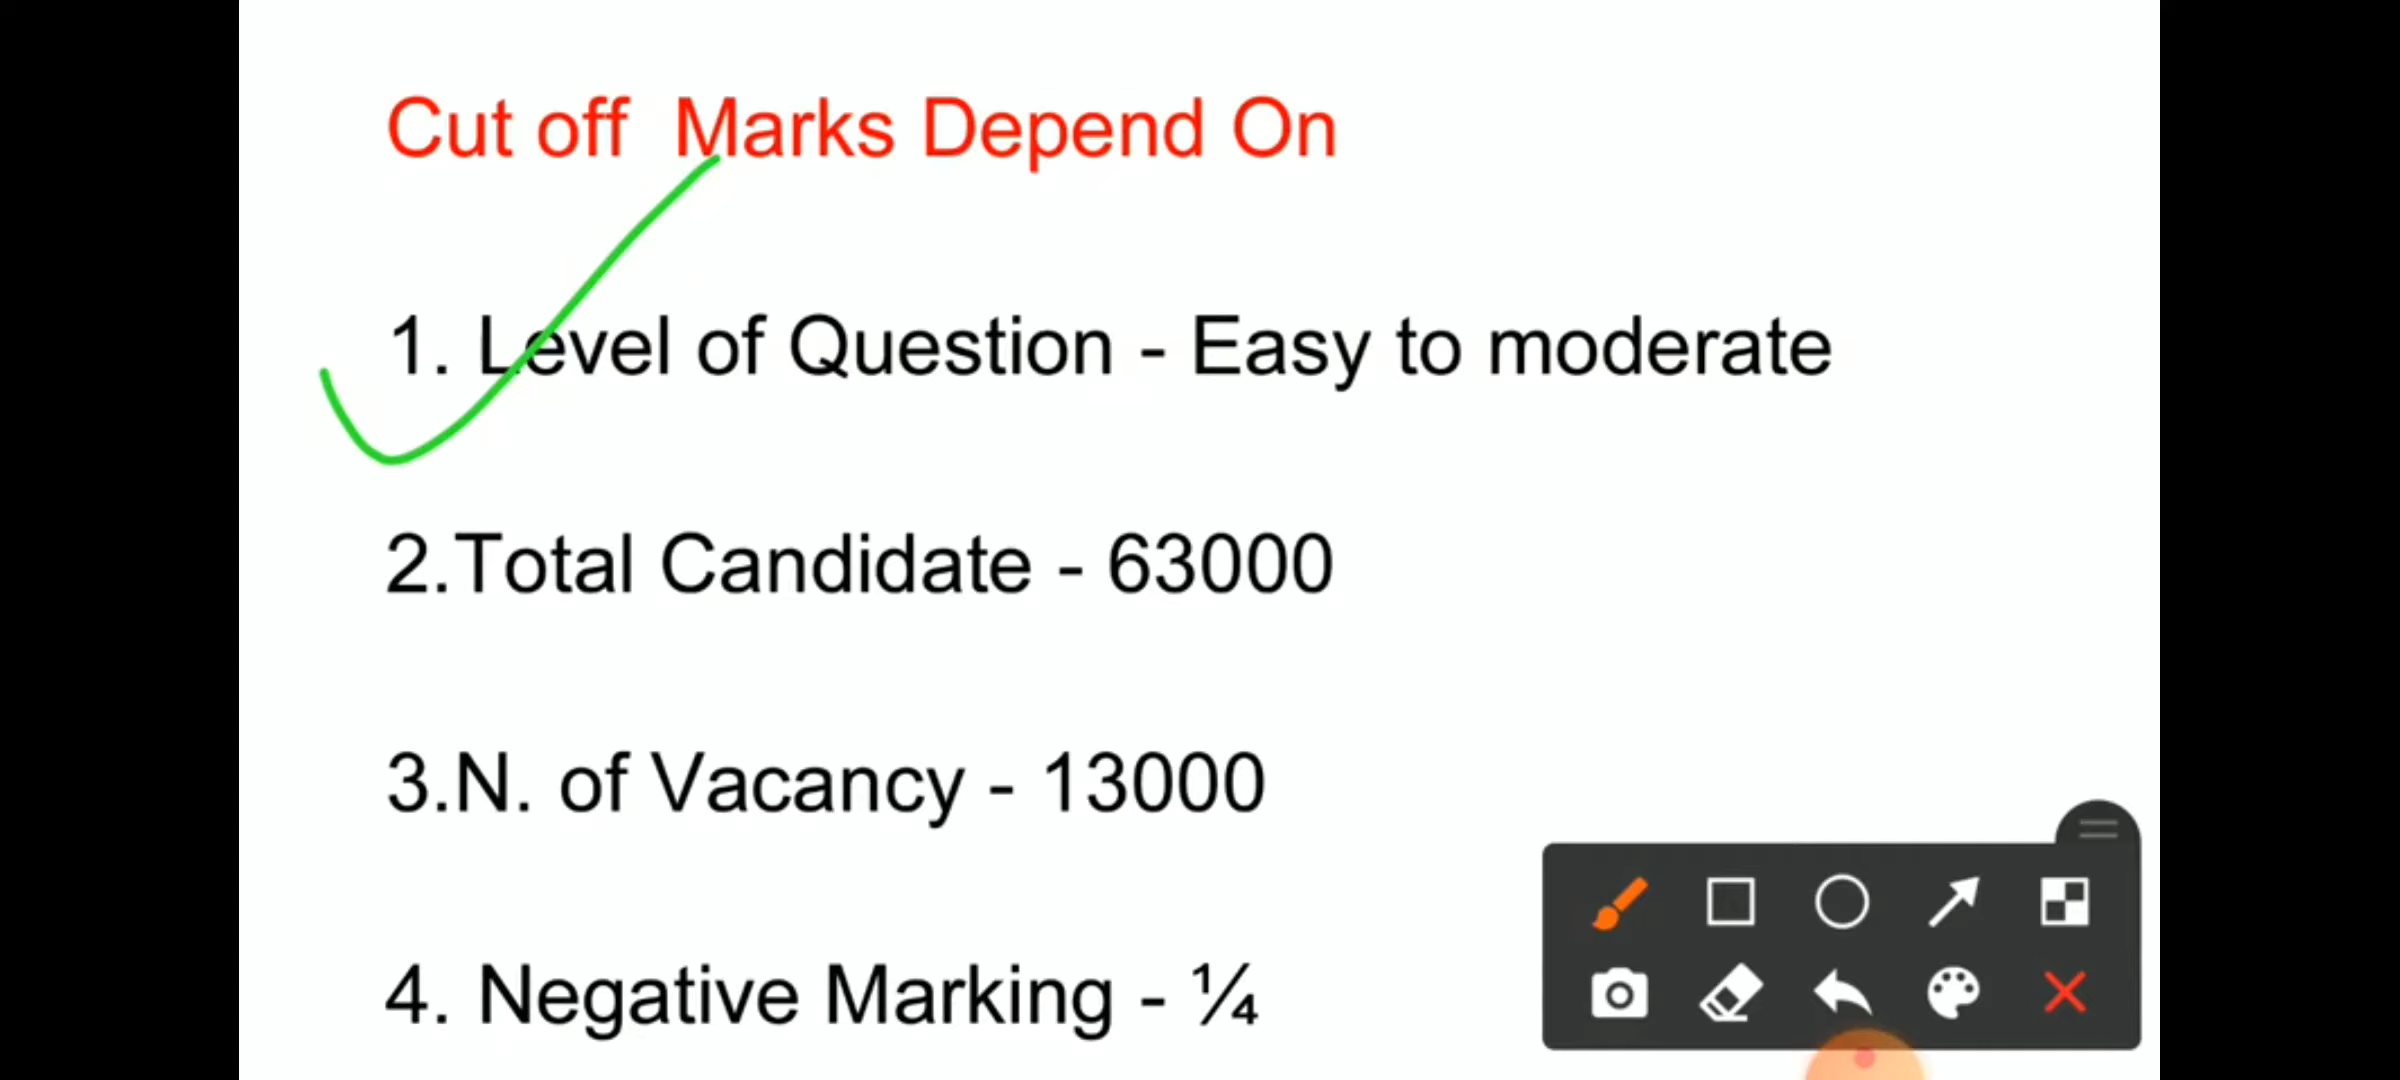 Cut off  Marks Depend On
1. Level of Question - Easy to moderate
2.Total Candidate - 63000
3.N. of Vacancy - 13000
4. Negative Marking - ¼